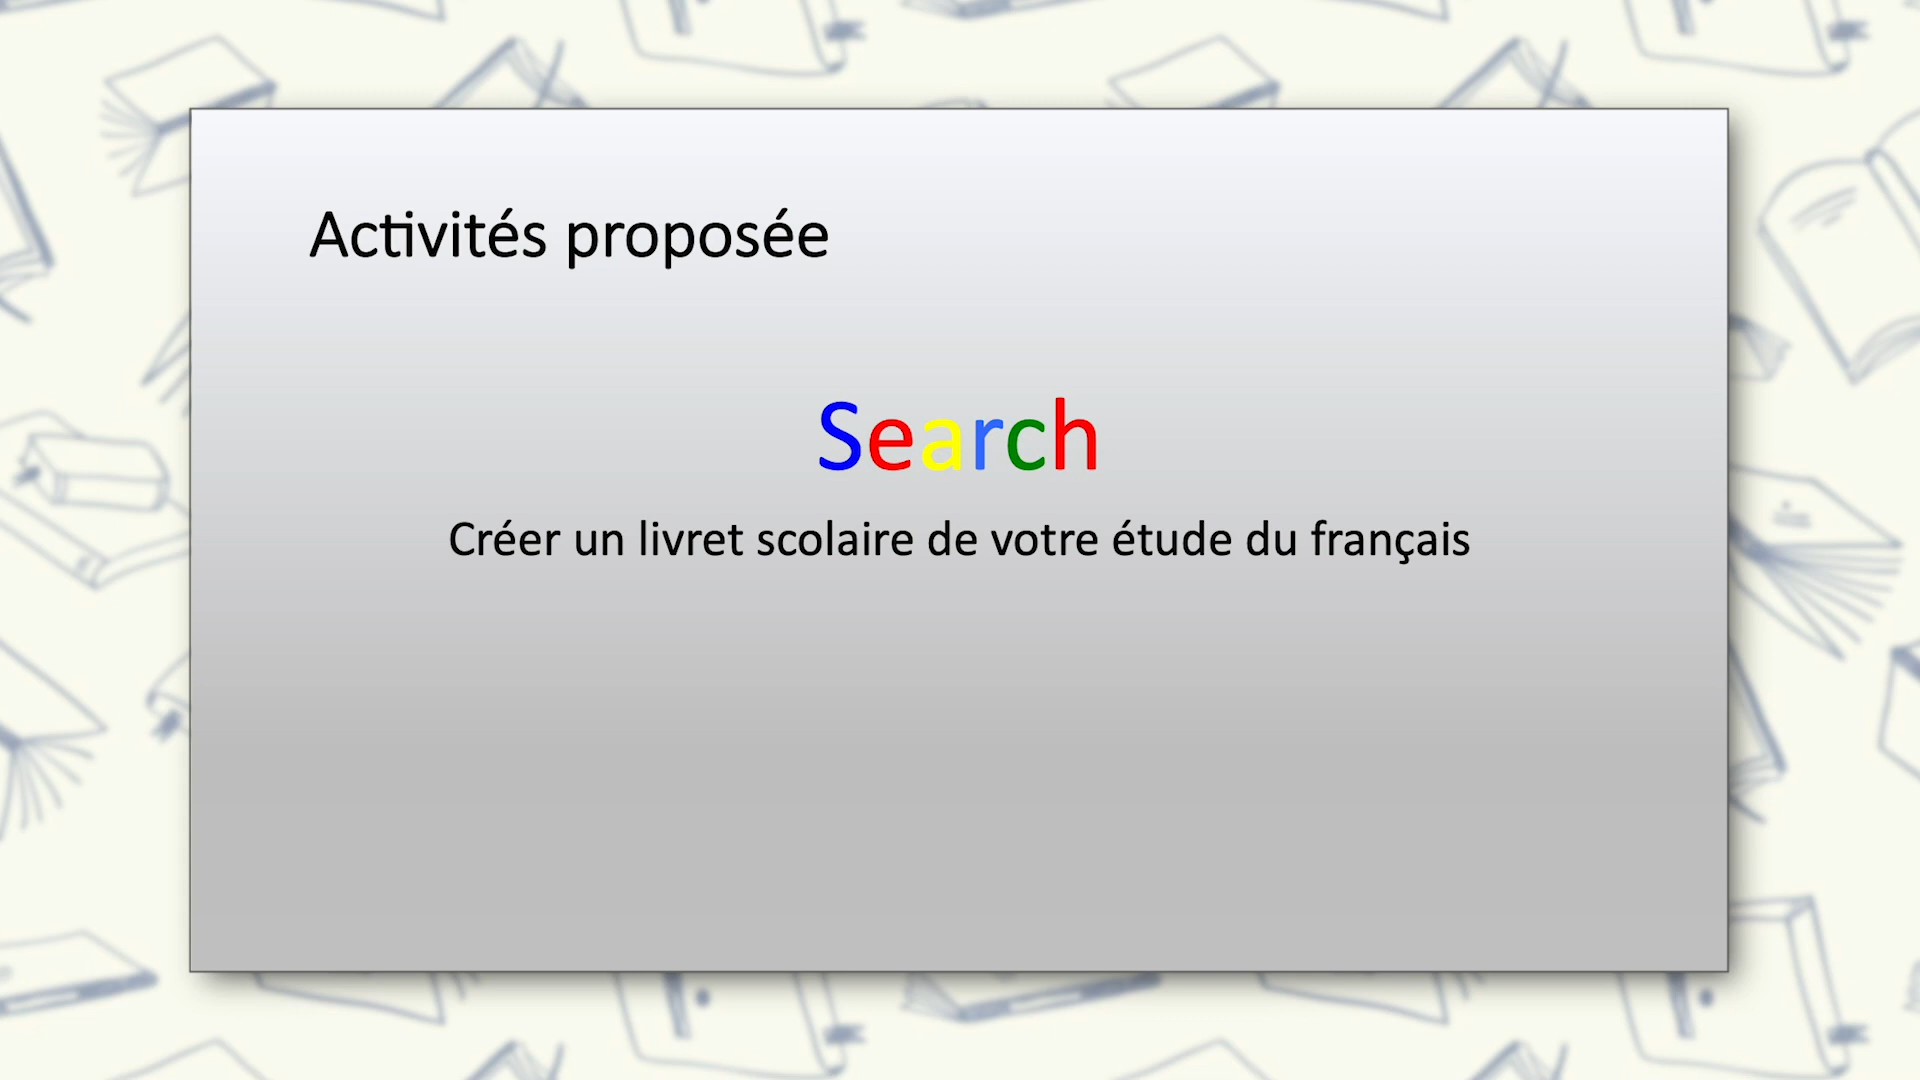 Activités proposée
Search
Créer un livret scolaire de votre étude du français